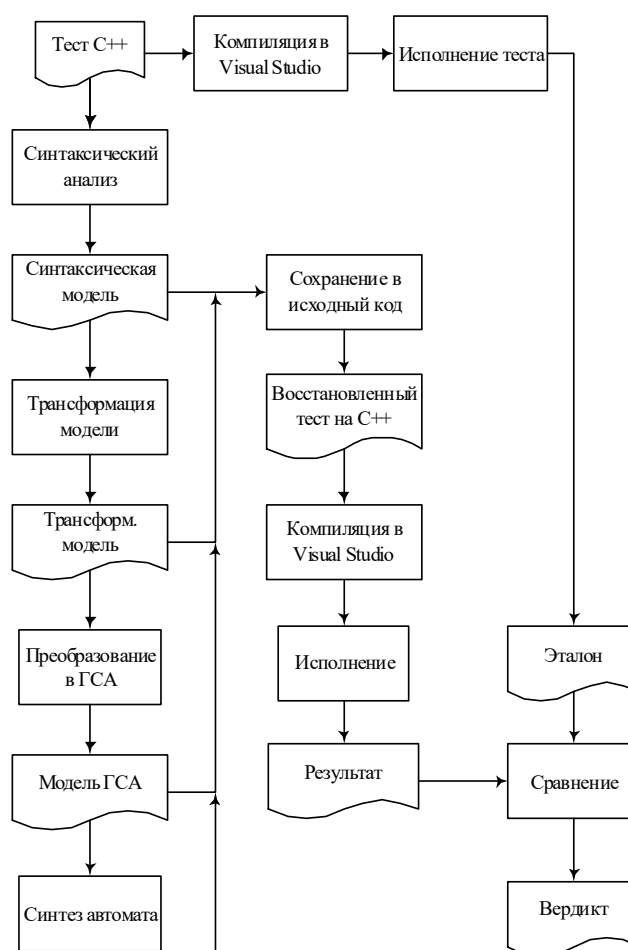 Тест C++
Компиляция в
Visual Studio
Исполнение теста
Синтаксический
анализ
Синтаксическая
модель
Сохранение в
исходный код
Трансформация
модели
Восстановленный
тест на C++
Трансформ.
модель
Компиляция в
Visual Studio
Преобразование
в ГСА
Исполнение
Эталон
Модель ГСА
Результат
Сравнение
Синтез автомата
Вердикт